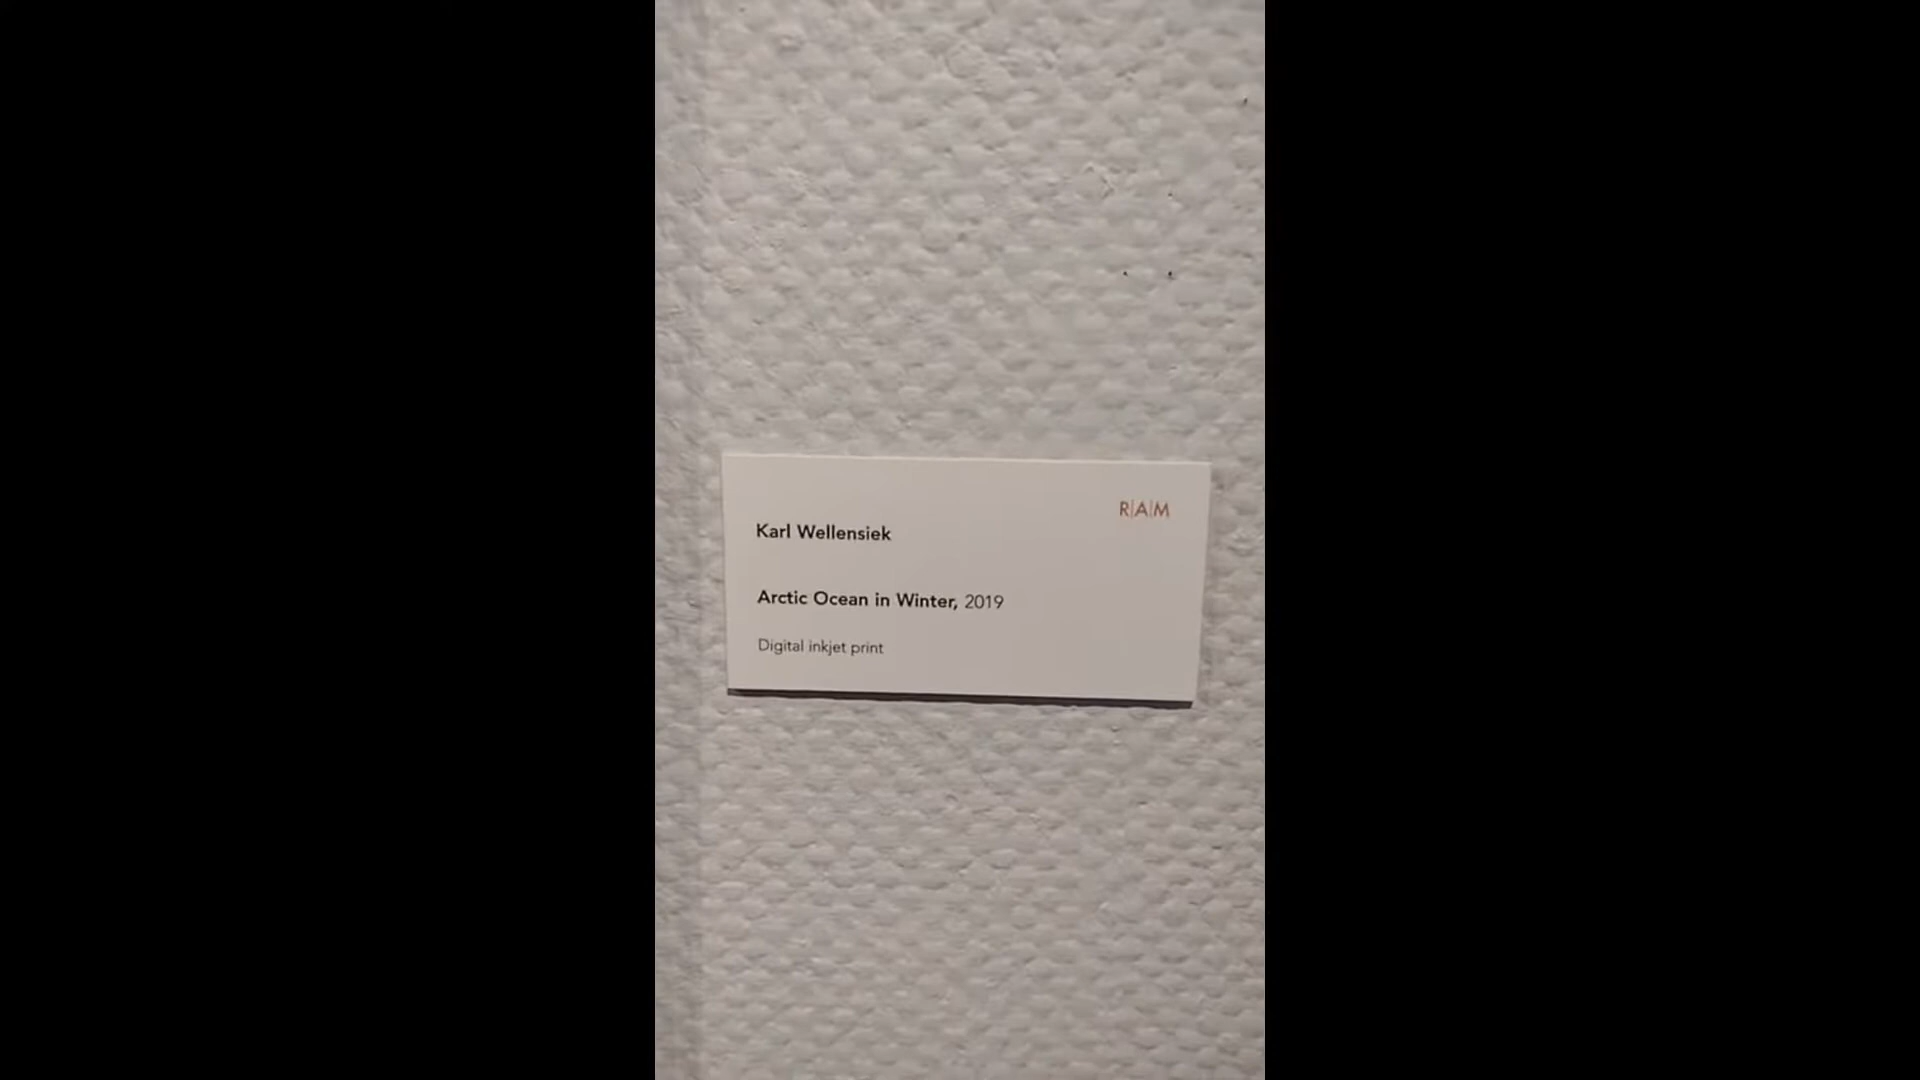 R|A|M
Karl Wellensiek
Arctic Ocean in Winter, 2019
Digital inkjet print